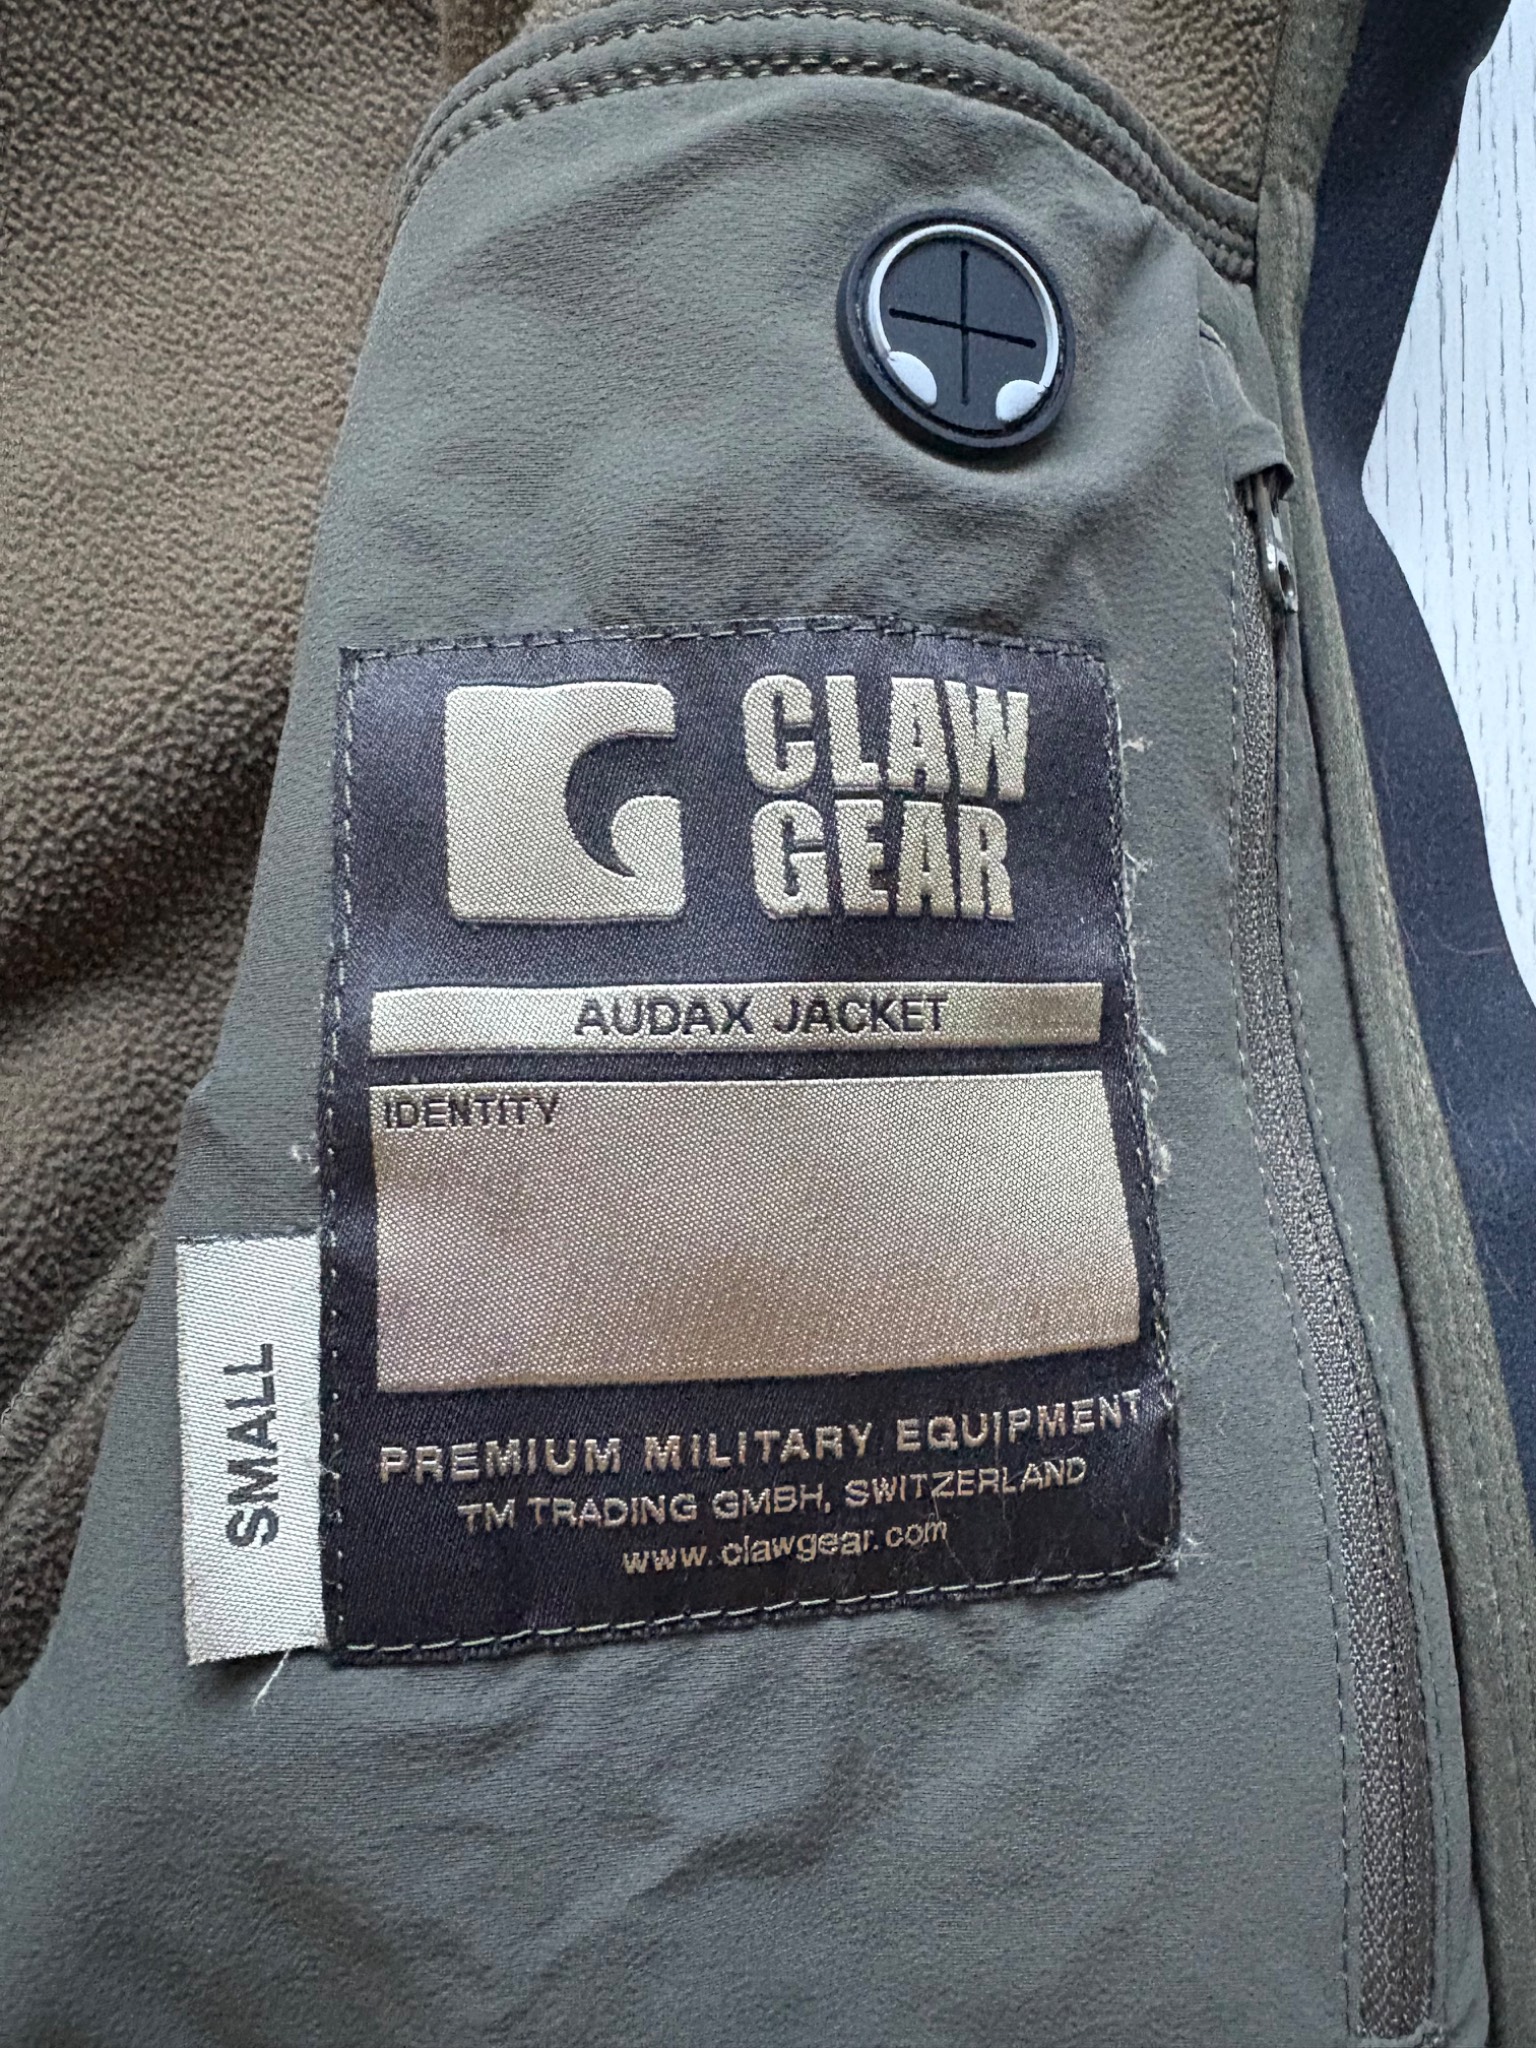 CLAW
GEAR
AUDAX JACKET
IDENTITY
SMALL
PREMIUM MILITARY EQUIPMENT
TM TRADING GMBH, SWITZERLAND
www.clawgear.com